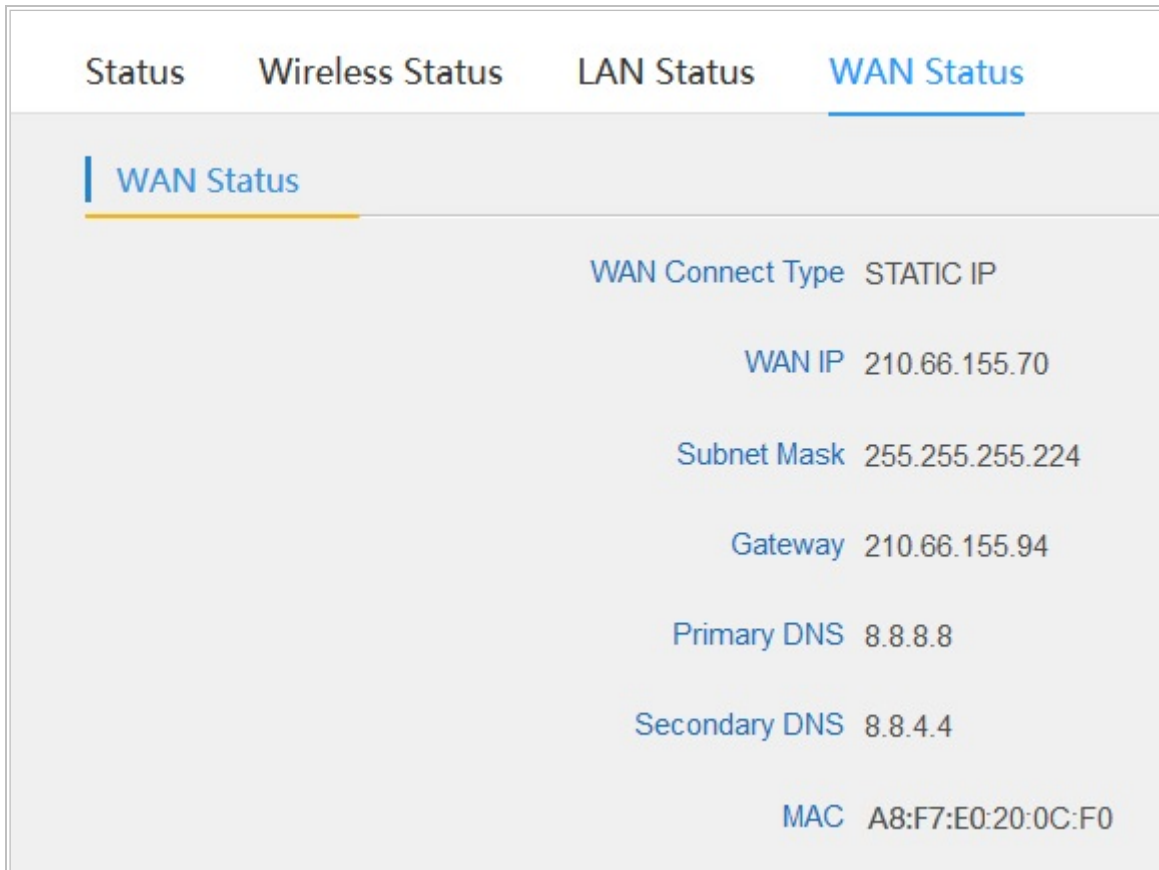 Status Wireless Status LAN Status WAN Status
WAN Status
WAN Connect Type STATIC IP
WAN IP 210.66.155.70
Subnet Mask 255.255.255.224
Gateway 210.66.155.94
Primary DNS 8.8.8.8
Secondary DNS 8.8.4.4
MAC A8:F7:E0:20:0C:F0